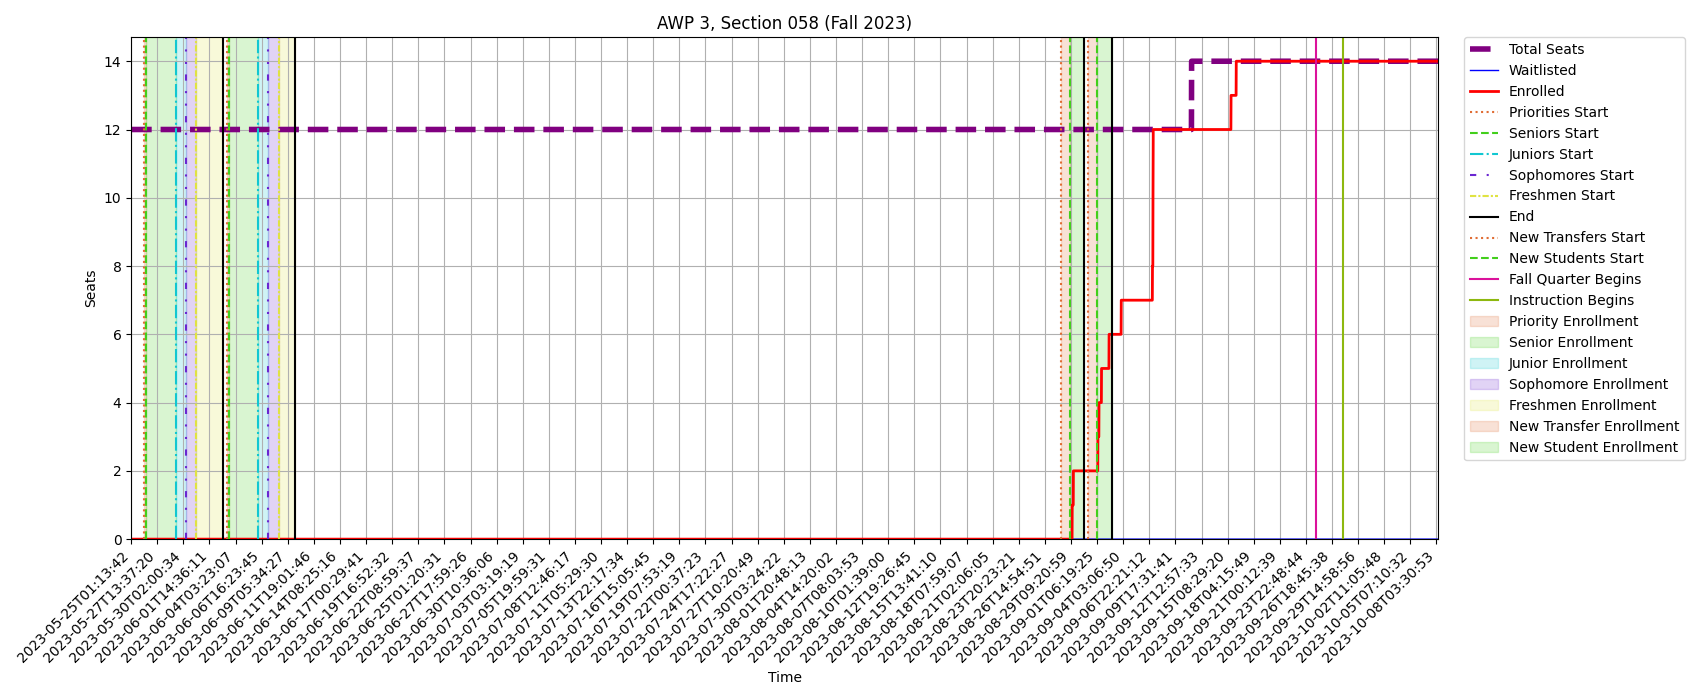 AWP 3, Section 058 (Fall 2023)
Seats
14
12
10
8
6
4
2
0
2023-05-25T01:13:42
2023-05-27T13:37:20
2023-05-30T02:00:34
2023-06-01T14:36:11
2023-06-04T03:23:07
2023-06-06T16:23:45
2023-06-09T05:34:27
2023-06-11T19:01:46
2023-06-14T08:25:16
2023-06-17T00:29:41
2023-06-19T16:52:32
2023-06-22T08:59:37
2023-06-25T01:20:31
2023-06-27T17:59:26
2023-06-30T10:36:06
2023-07-03T03:19:19
2023-07-05T19:59:31
2023-07-08T12:46:17
2023-07-11T05:29:30
2023-07-13T22:17:34
2023-07-16T15:05:45
2023-07-19T07:53:19
2023-07-22T00:37:23
2023-07-24T17:22:27
2023-07-27T10:20:49
2023-07-30T03:24:22
2023-08-01T20:48:13
2023-08-04T14:20:02
2023-08-07T08:03:53
2023-08-10T01:39:00
2023-08-12T19:26:45
2023-08-15T13:41:10
2023-08-18T07:59:07
2023-08-21T02:06:05
2023-08-23T20:23:21
2023-08-26T14:54:51
2023-08-29T09:20:59
2023-09-01T06:19:25
2023-09-04T03:06:50
2023-09-06T22:21:12
2023-09-09T17:31:41
2023-09-12T12:57:33
2023-09-15T08:29:20
2023-09-18T04:15:49
2023-09-21T00:12:39
2023-09-23T22:48:44
2023-09-26T18:45:38
2023-09-29T14:58:56
2023-10-02T11:05:48
2023-10-05T07:10:32
2023-10-08T03:30:53
Time
Total Seats
Waitlisted
Enrolled
Priorities Start
Seniors Start
Juniors Start
Sophomores Start
Freshmen Start
End
New Transfers Start
New Students Start
Fall Quarter Begins
Instruction Begins
Priority Enrollment
Senior Enrollment
Junior Enrollment
Sophomore Enrollment
Freshmen Enrollment
New Transfer Enrollment
New Student Enrollment